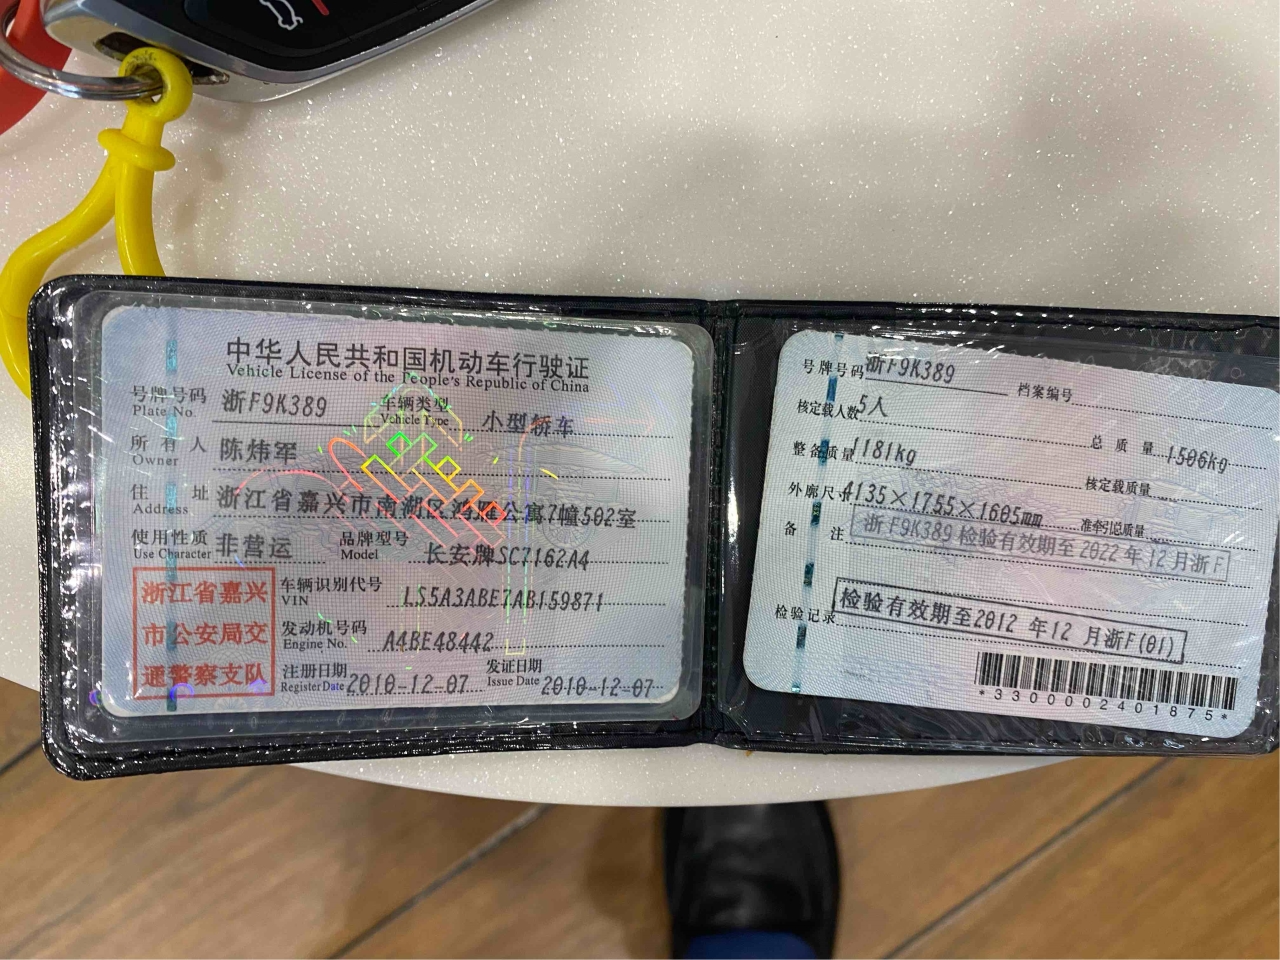 中华人民共和国机动车行驶证
Vehicle License of the People's Republic of China
号牌号码 浙F9K389 车辆类型 小型轿车
Plate No. Vehicle Type
所有人 陈炜军
Owner
住址 浙江省嘉兴市南湖区 公寓7幢502室
Address
使用性质 非营运 品牌型号 长安牌SC7162A4
Use Character Model
浙江省嘉兴
市公安局交
通警察支队
车辆识别代号 LS5A3ABE7AB159871
VIN
发动机号码 A4BE48442
Engine No.
注册日期 2010-12-07 发证日期 2010-12-07
Register Date Issue Date
号牌号码 浙F9K389 档案编号
核定载人数 5人 总质量 1506kg
整备质量 1181kg 核定载质量
外廓尺寸 4135×1755×1605mm 准牵引总质量
备注 浙F9K389 检验有效期至2022年12月浙F
检验记录 检验有效期至2012 年12 月浙F(01)
*3300002401875*